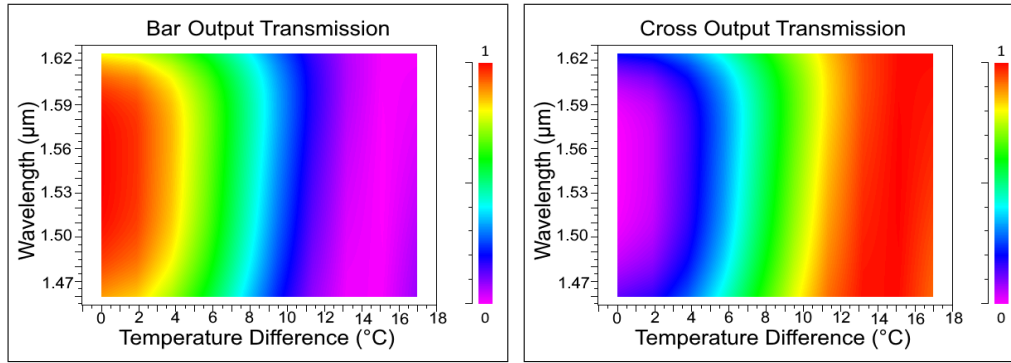 Bar Output Transmission
Wavelength (µm)
1.62
1.59
1.56
1.53
1.50
1.47
0 2 4 6 8 10 12 14 16 18
Temperature Difference (°C)
1
0
Cross Output Transmission
Wavelength (µm)
1.62
1.59
1.56
1.53
1.50
1.47
0 2 4 6 8 10 12 14 16 18
Temperature Difference (°C)
1
0